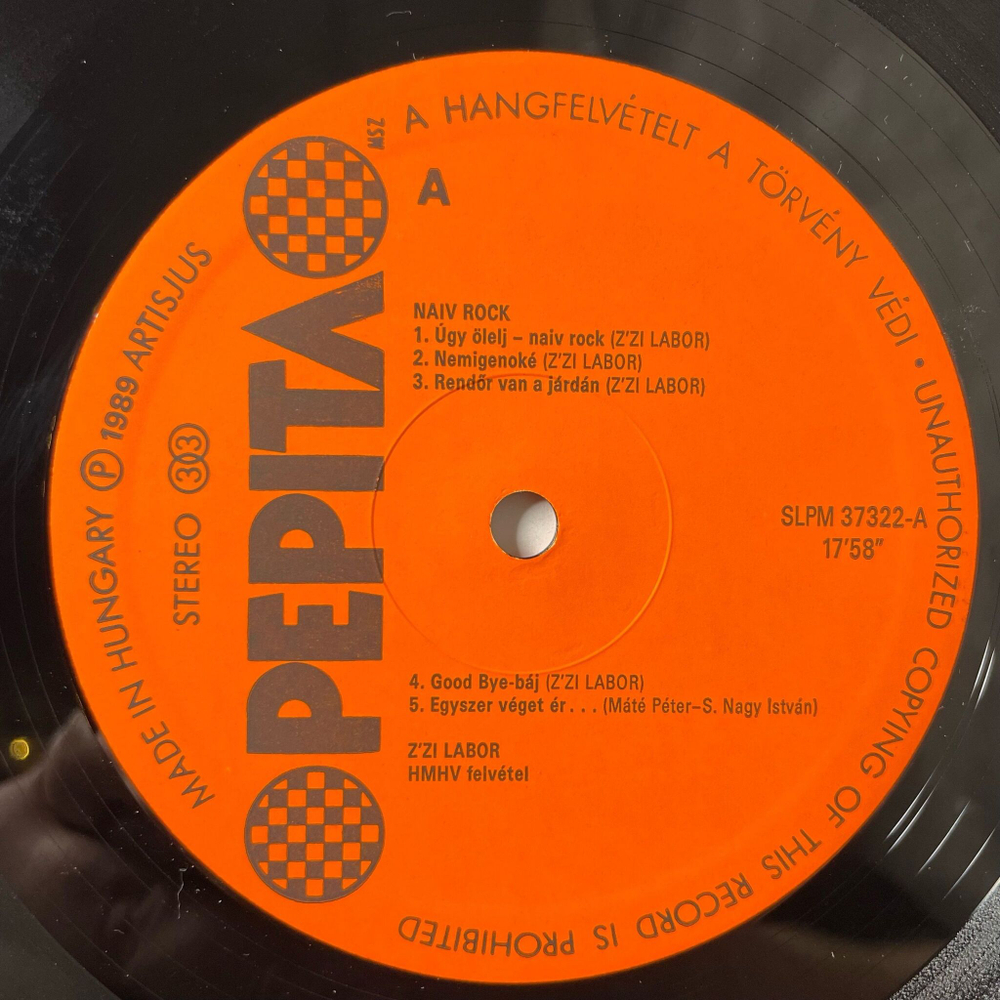 A HANGFELVÉTELT A TÖRVÉNY VÉDI • UNAUTHORIZED COPYING OF THIS RECORD IS PROHIBITED
MSZ
A
PEPITA
MADE IN HUNGARY Ⓟ 1989 ARTISJUS
STEREO 303
NAIV ROCK
1. Úgy ölelj – naiv rock (Z'ZI LABOR)
2. Nemigenoké (Z'ZI LABOR)
3. Rendőr van a járdán (Z'ZI LABOR)
SLPM 37322-A
17'58"
4. Good Bye-báj (Z'ZI LABOR)
5. Egyszer véget ér... (Máté Péter–S. Nagy István)
Z'ZI LABOR
HMHV felvétel